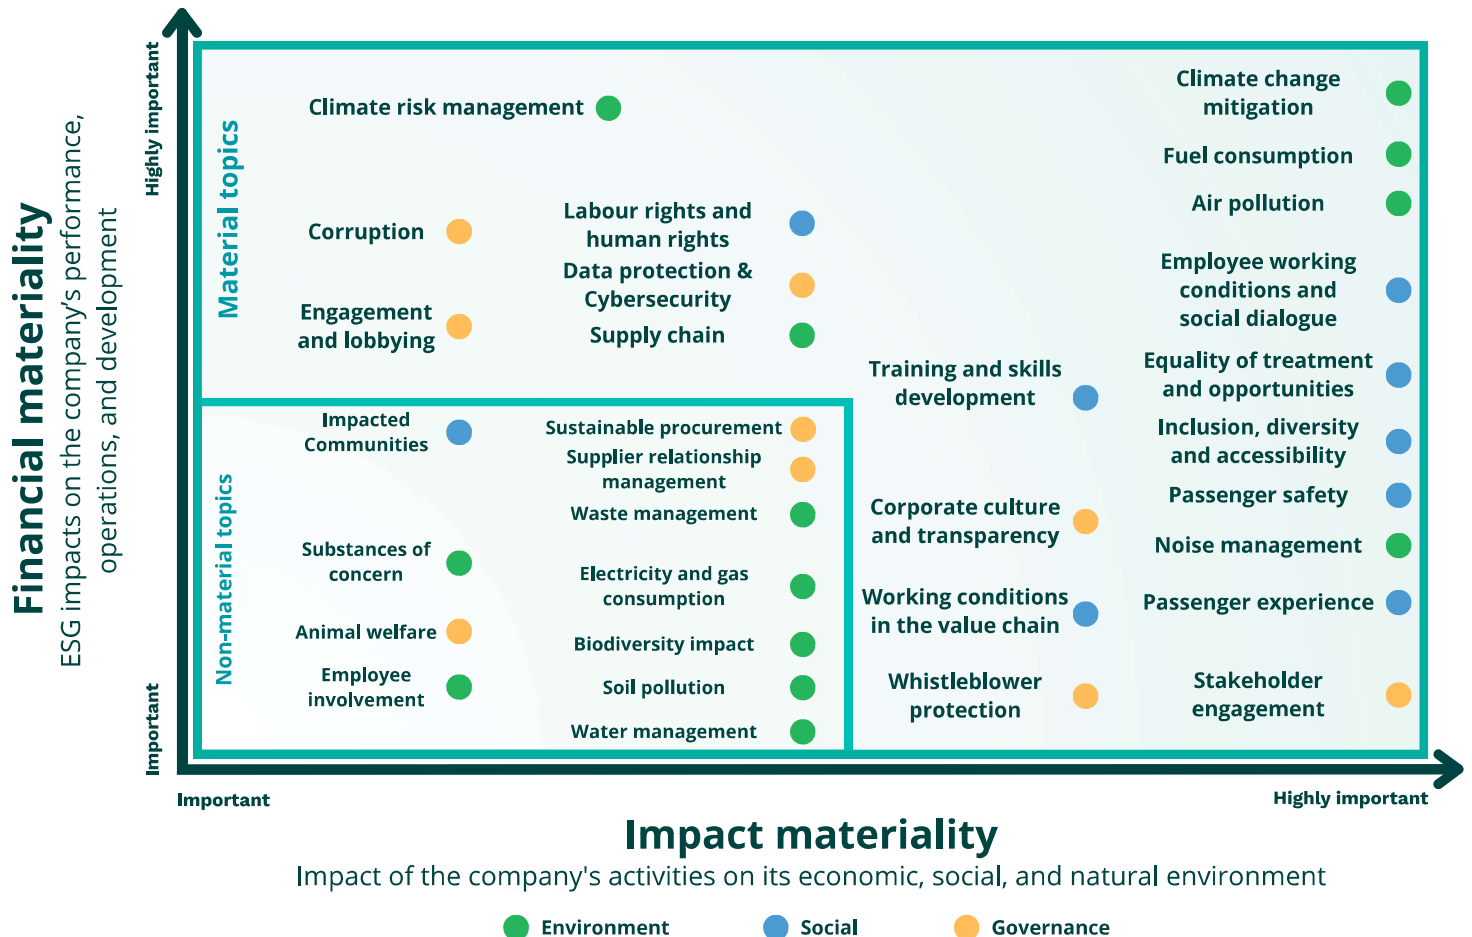 Financial materiality
ESG impacts on the company's performance,
operations, and development
Highly important
Important
Material topics
Climate risk management
Corruption
Engagement
and lobbying
Labour rights and
human rights
Data protection &
Cybersecurity
Supply chain
Training and skills
development
Corporate culture
and transparency
Working conditions
in the value chain
Whistleblower
protection
Climate change
mitigation
Fuel consumption
Air pollution
Employee working
conditions and
social dialogue
Equality of treatment
and opportunities
Inclusion, diversity
and accessibility
Passenger safety
Noise management
Passenger experience
Stakeholder
engagement
Non-material topics
Impacted
Communities
Substances of
concern
Animal welfare
Employee
involvement
Sustainable procurement
Supplier relationship
management
Waste management
Electricity and gas
consumption
Biodiversity impact
Soil pollution
Water management
Important
Highly important
Impact materiality
Impact of the company's activities on its economic, social, and natural environment
Environment
Social
Governance